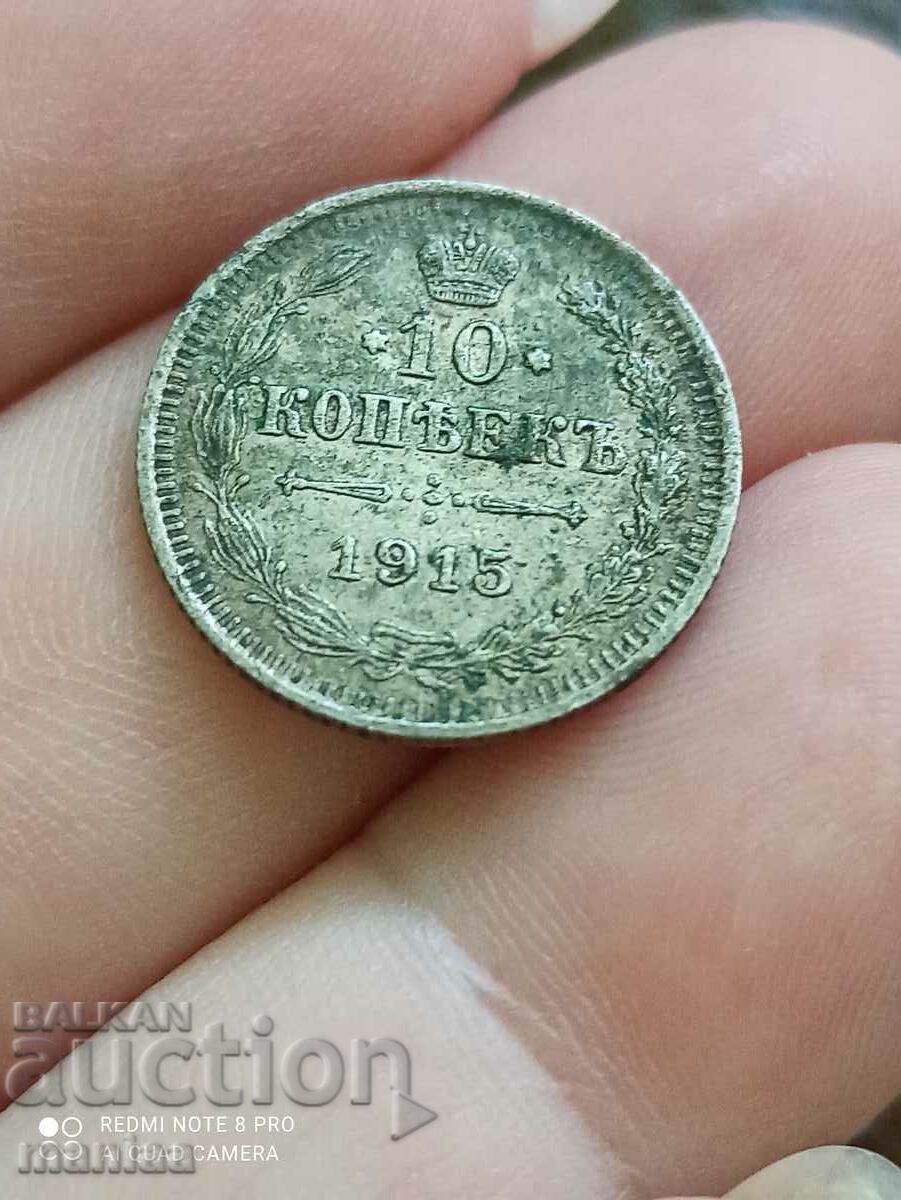 10
КОПѢЕКЪ
1915
BALKAN
auction
REDMI NOTE 8 PRO
AI QUAD CAMERA